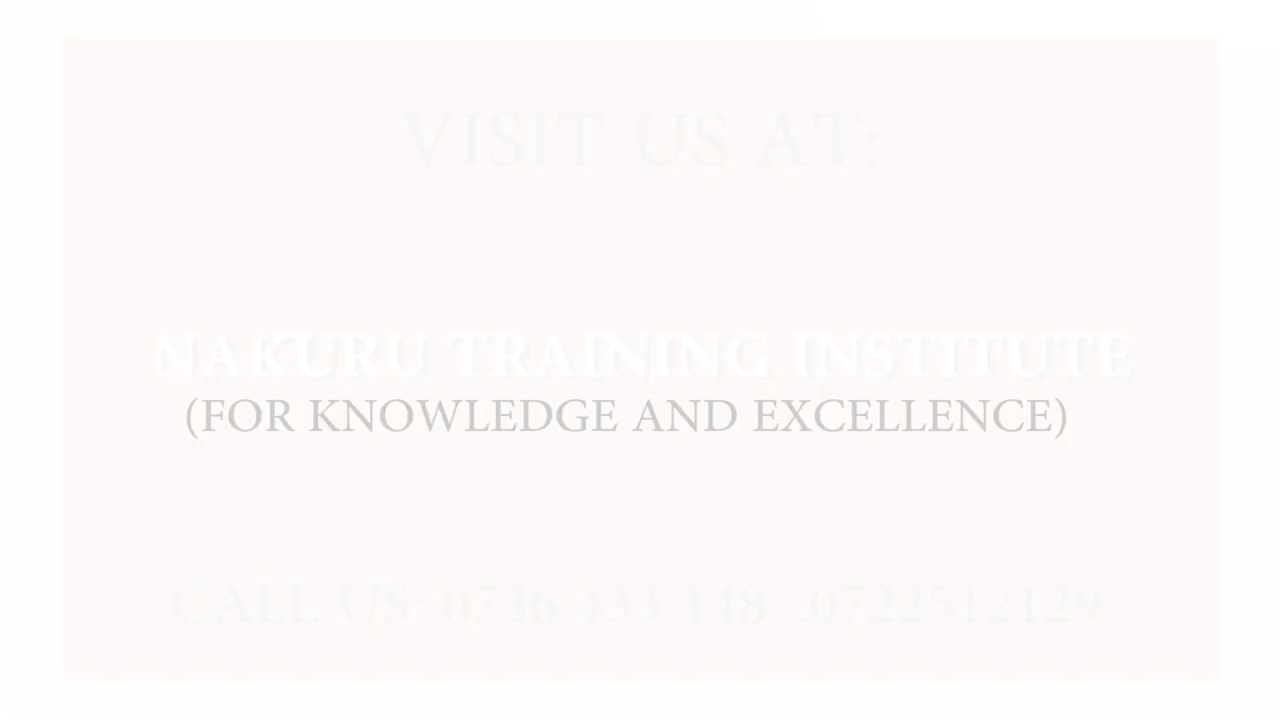 VISIT US AT:
NAKURU TRAINING INSTITUTE
(FOR KNOWLEDGE AND EXCELLENCE)
CALL US: 0736 433 148...0722512129